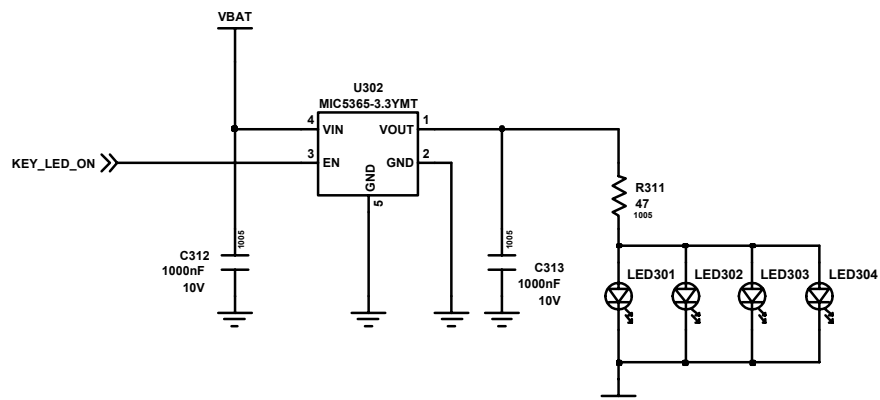 VBAT
U302
MIC5365-3.3YMT
4
VIN
VOUT
1
KEY_LED_ON
3
EN
GND
2
GND
5
R311
47
1005
1005
C312
1000nF
10V
1005
C313
1000nF
10V
LED301
LED302
LED303
LED304